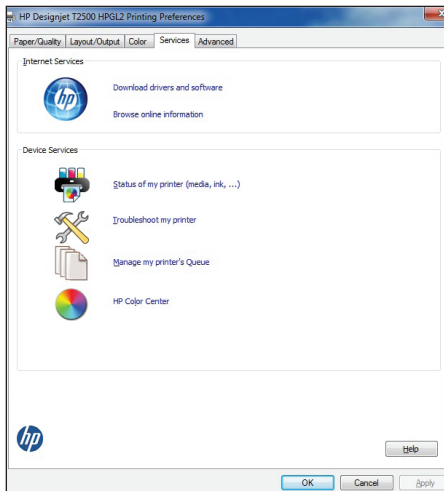 HP Designjet T2500 HPGL2 Printing Preferences
Paper/Quality Layout/Output Color Services Advanced
Internet Services
hp
Download drivers and software
Browse online information
Device Services
Status of my printer (media, ink, ...)
Troubleshoot my printer
Manage my printer's Queue
HP Color Center
hp
Help
OK Cancel Apply